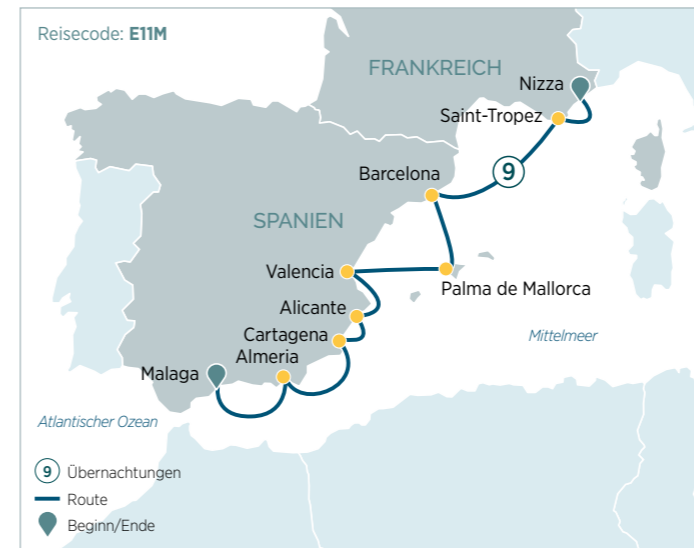 Reisecode: E11M
FRANKREICH
Nizza
Saint-Tropez
Barcelona
9
SPANIEN
Valencia
Palma de Mallorca
Alicante
Cartagena
Mittelmeer
Almeria
Malaga
Atlantischer Ozean
9 Übernachtungen
Route
Beginn/Ende